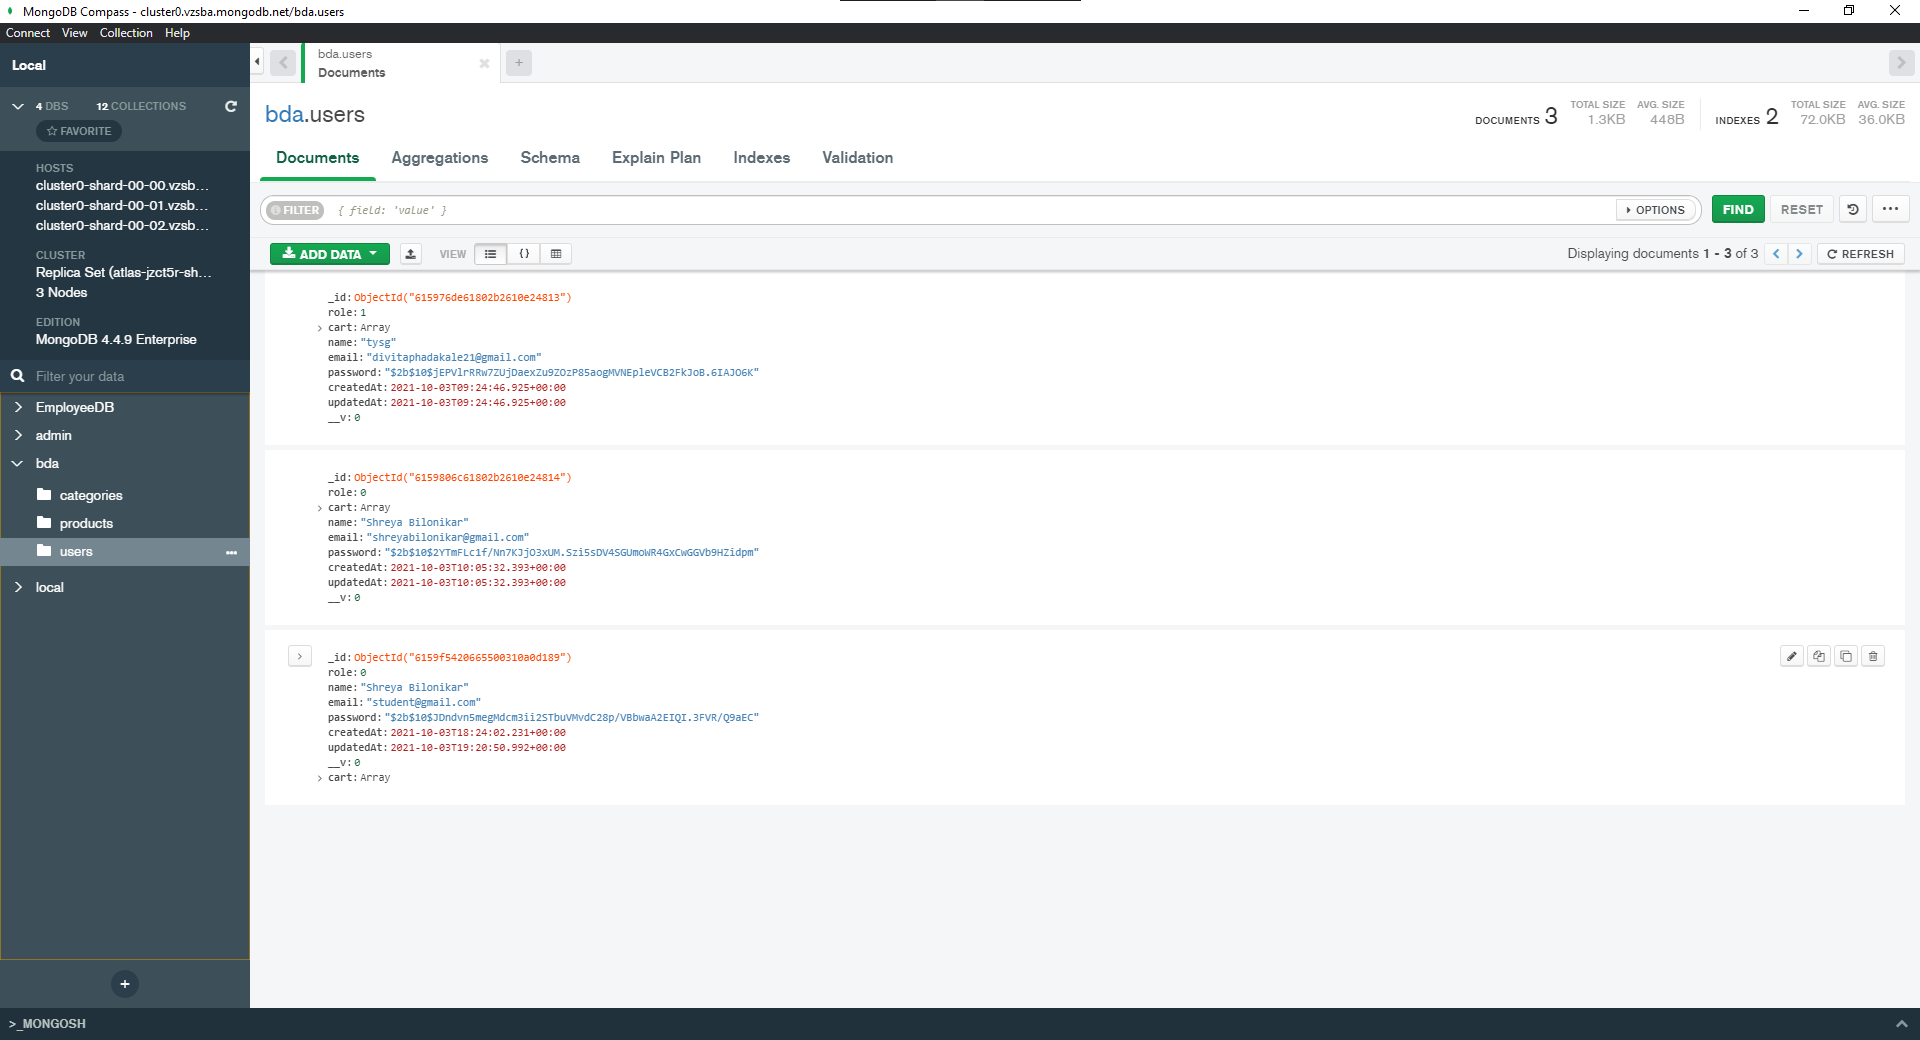 MongoDB Compass - cluster0.vzsba.mongodb.net/bda.users
Connect View Collection Help
Local
4 DBS 12 COLLECTIONS
FAVORITE
HOSTS
cluster0-shard-00-00.vzsb...
cluster0-shard-00-01.vzsb...
cluster0-shard-00-02.vzsb...
CLUSTER
Replica Set (atlas-jzct5r-sh...
3 Nodes
EDITION
MongoDB 4.4.9 Enterprise
Filter your data
EmployeeDB
admin
bda
categories
products
users
local
>_MONGOSH
bda.users
Documents
bda.users
DOCUMENTS 3 TOTAL SIZE 1.3KB AVG. SIZE 448B INDEXES 2 TOTAL SIZE 72.0KB AVG. SIZE 36.0KB
Documents Aggregations Schema Explain Plan Indexes Validation
FILTER { field: 'value' } OPTIONS FIND RESET
ADD DATA VIEW {} Displaying documents 1 - 3 of 3 REFRESH
_id: ObjectId("615976de61802b2610e24813")
role: 1
cart: Array
name: "tysg"
email: "divitaphadakale21@gmail.com"
password: "$2b$10$jEPVlrRRw7ZUjDaexZu9ZOzP85aogMVNEpleVCB2FkJoB.6IAJO6K"
createdAt: 2021-10-03T09:24:46.925+00:00
updatedAt: 2021-10-03T09:24:46.925+00:00
__v: 0
_id: ObjectId("6159806c61802b2610e24814")
role: 0
cart: Array
name: "Shreya Bilonikar"
email: "shreyabilonikar@gmail.com"
password: "$2b$10$2YTmFLc1f/Nn7KJjO3xUM.Szi5sDV4SGUmoWR4GxCwGGVb9HZidpm"
createdAt: 2021-10-03T10:05:32.393+00:00
updatedAt: 2021-10-03T10:05:32.393+00:00
__v: 0
_id: ObjectId("6159f5420665500310a0d189")
role: 0
name: "Shreya Bilonikar"
email: "student@gmail.com"
password: "$2b$10$JDndvn5megMdcm3ii2STbuVMvdC28p/VBbwaA2EIQI.3FVR/Q9aEC"
createdAt: 2021-10-03T18:24:02.231+00:00
updatedAt: 2021-10-03T19:20:50.992+00:00
__v: 0
cart: Array